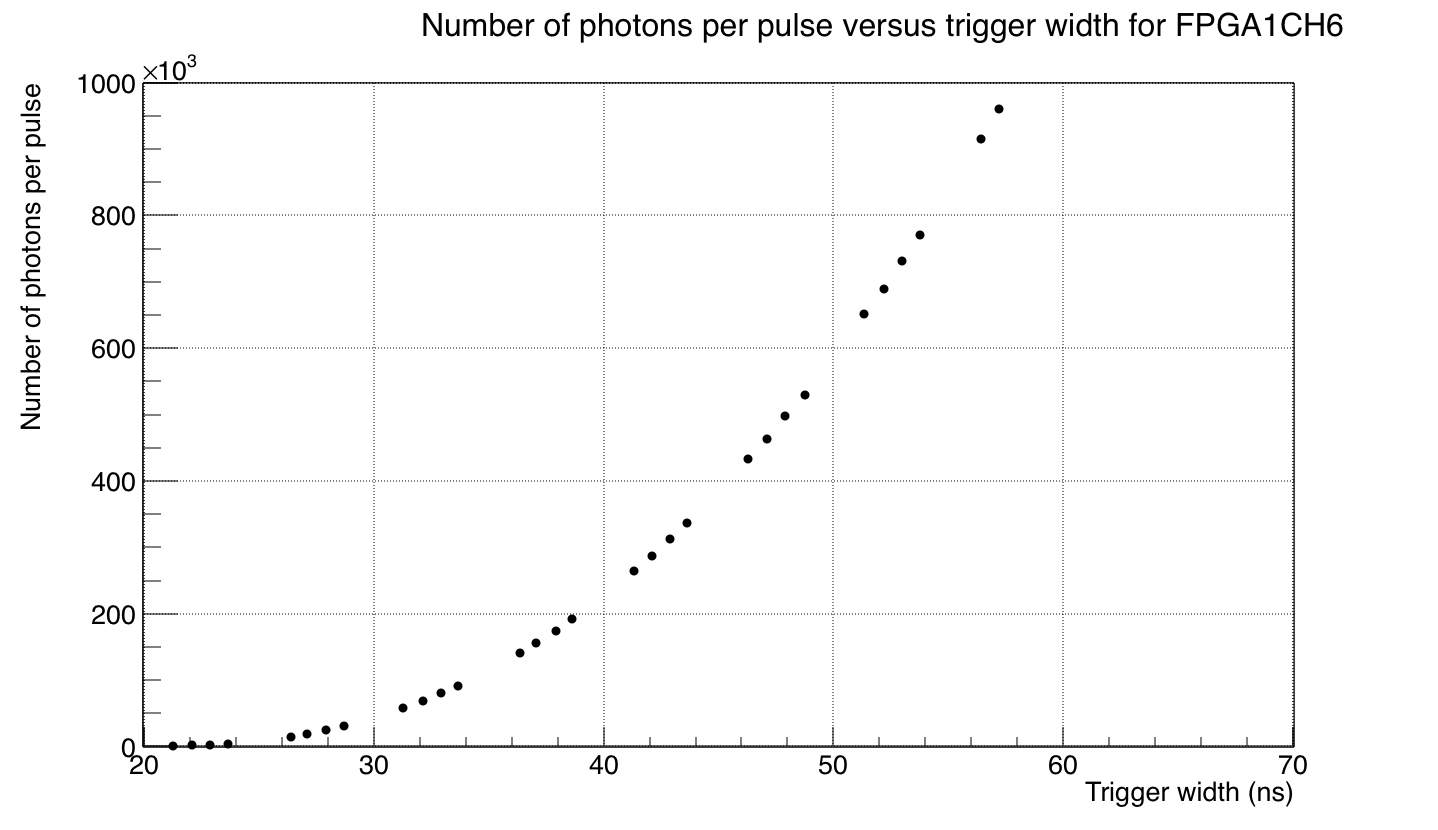 Number of photons per pulse versus trigger width for FPGA1CH6
×10³
Number of photons per pulse
1000
800
600
400
200
0
20 30 40 50 60 70
Trigger width (ns)